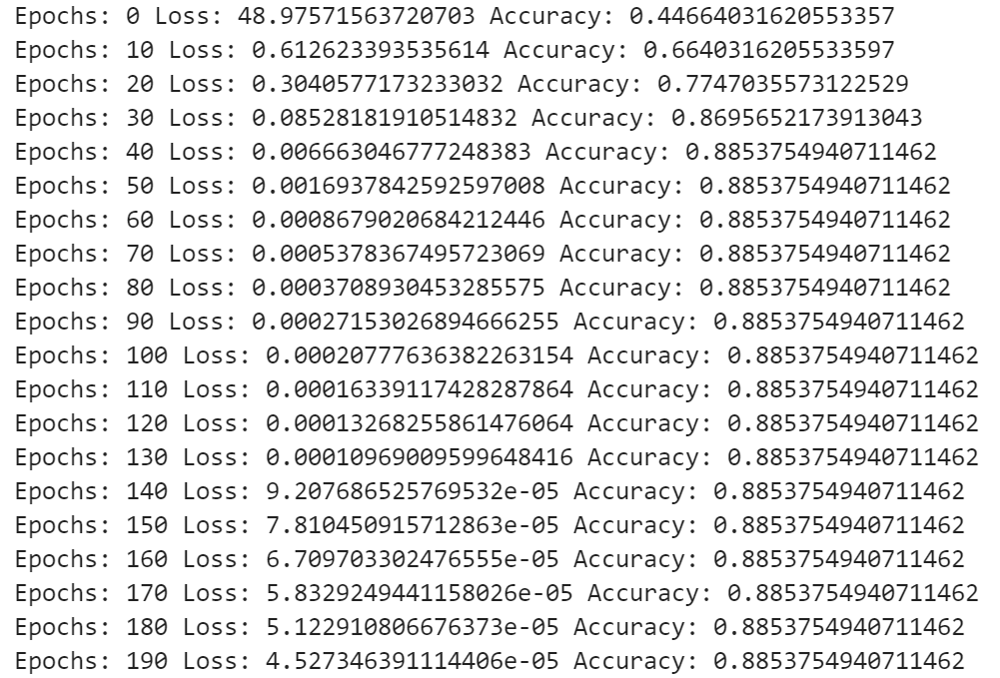 Epochs: 0 Loss: 48.97571563720703 Accuracy: 0.44664031620553357
Epochs: 10 Loss: 0.612623393535614 Accuracy: 0.6640316205533597
Epochs: 20 Loss: 0.3040577173233032 Accuracy: 0.7747035573122529
Epochs: 30 Loss: 0.08528181910514832 Accuracy: 0.8695652173913043
Epochs: 40 Loss: 0.006663046777248383 Accuracy: 0.8853754940711462
Epochs: 50 Loss: 0.0016937842592597008 Accuracy: 0.8853754940711462
Epochs: 60 Loss: 0.0008679020684212446 Accuracy: 0.8853754940711462
Epochs: 70 Loss: 0.0005378367495723069 Accuracy: 0.8853754940711462
Epochs: 80 Loss: 0.0003708930453285575 Accuracy: 0.8853754940711462
Epochs: 90 Loss: 0.00027153026894666255 Accuracy: 0.8853754940711462
Epochs: 100 Loss: 0.00020777636382263154 Accuracy: 0.8853754940711462
Epochs: 110 Loss: 0.00016339117428287864 Accuracy: 0.8853754940711462
Epochs: 120 Loss: 0.00013268255861476064 Accuracy: 0.8853754940711462
Epochs: 130 Loss: 0.00010969009599648416 Accuracy: 0.8853754940711462
Epochs: 140 Loss: 9.207686525769532e-05 Accuracy: 0.8853754940711462
Epochs: 150 Loss: 7.810450915712863e-05 Accuracy: 0.8853754940711462
Epochs: 160 Loss: 6.709703302476555e-05 Accuracy: 0.8853754940711462
Epochs: 170 Loss: 5.8329249441158026e-05 Accuracy: 0.8853754940711462
Epochs: 180 Loss: 5.122910806676373e-05 Accuracy: 0.8853754940711462
Epochs: 190 Loss: 4.527346391114406e-05 Accuracy: 0.8853754940711462